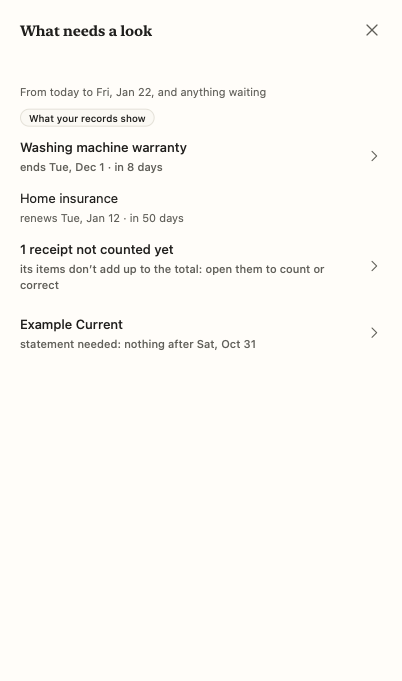 What needs a look
From today to Fri, Jan 22, and anything waiting
What your records show
Washing machine warranty
ends Tue, Dec 1 · in 8 days
Home insurance
renews Tue, Jan 12 · in 50 days
1 receipt not counted yet
its items don’t add up to the total: open them to count or
correct
Example Current
statement needed: nothing after Sat, Oct 31